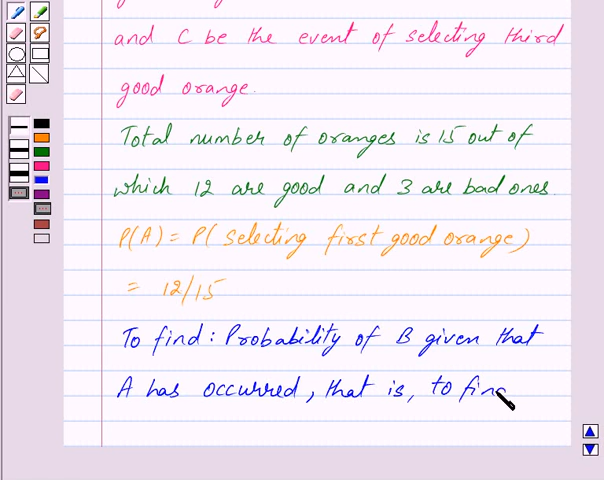 and C be the event of selecting third
good orange.
Total number of oranges is 15 out of
which 12 are good and 3 are bad ones.
P(A) = P( selecting first good orange)
= 12/15
To find : Probability of B given that
A has occurred, that is, to find